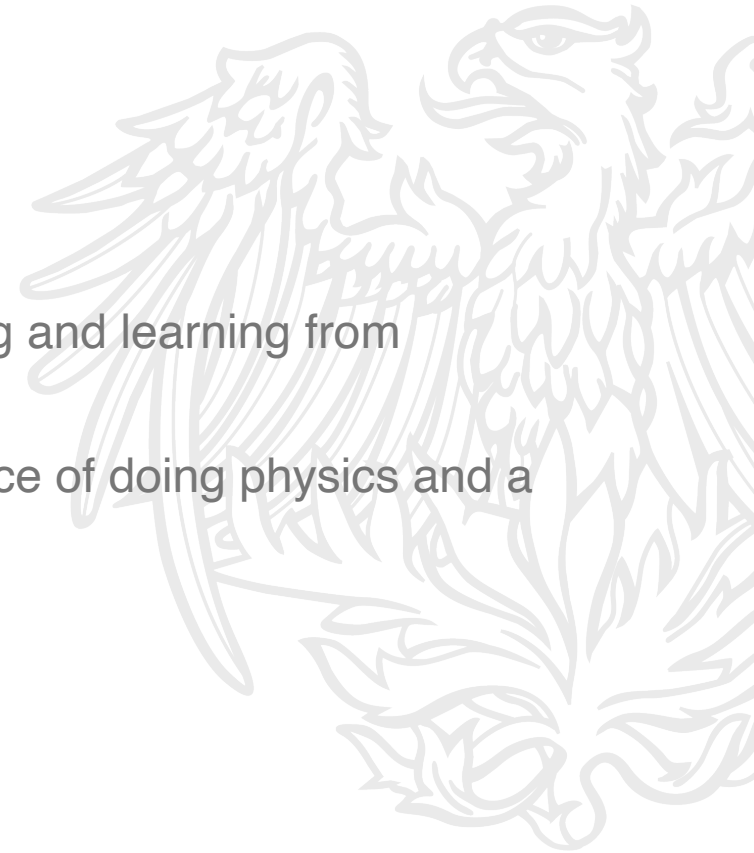 g and learning from
ce of doing physics and a